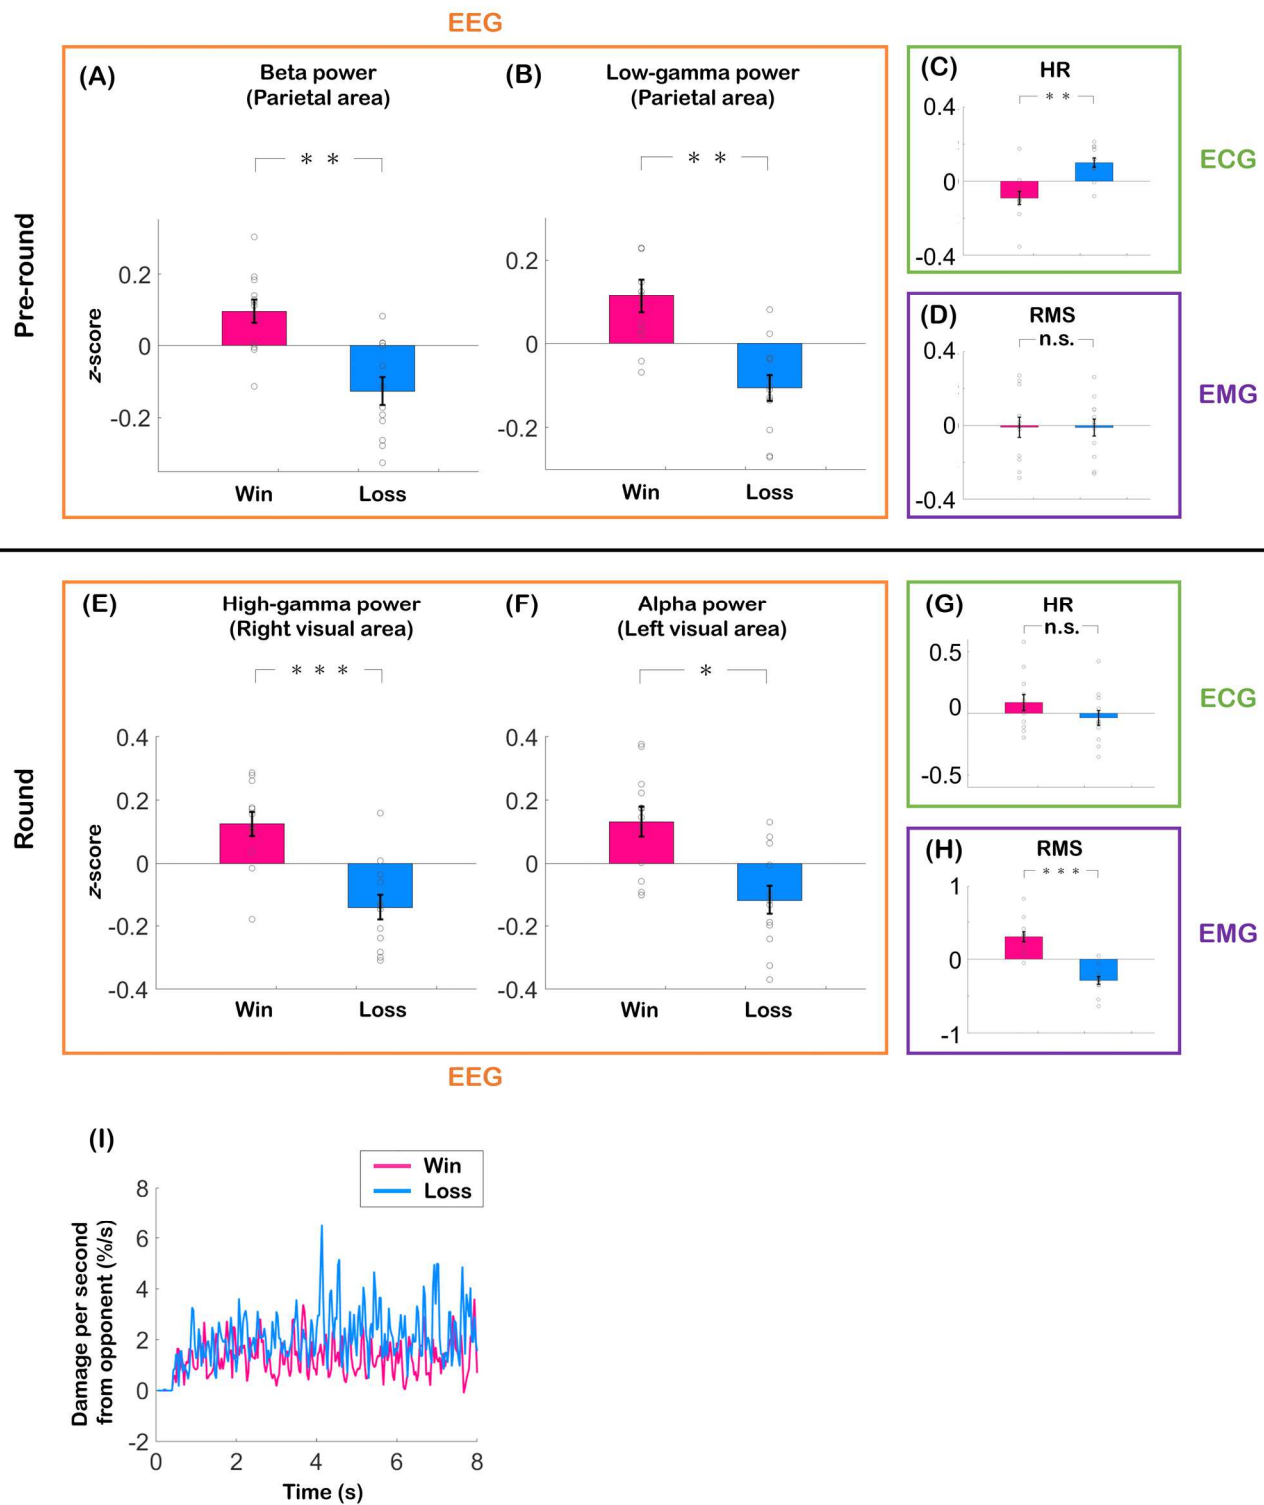 EEG
(A)
Beta power
(Parietal area)
* *
0.2
0
-0.2
z-score
Win
Loss
(B)
Low-gamma power
(Parietal area)
* *
0.2
0
-0.2
Win
Loss
(C)
HR
* *
0.4
0
-0.4
ECG
(D)
RMS
n.s.
0.4
0
-0.4
EMG
Pre-round
(E)
High-gamma power
(Right visual area)
* * *
0.4
0.2
0
-0.2
-0.4
z-score
Win
Loss
(F)
Alpha power
(Left visual area)
*
0.4
0.2
0
-0.2
-0.4
Win
Loss
(G)
HR
n.s.
0.5
0
-0.5
ECG
(H)
RMS
* * *
1
0
-1
EMG
Round
EEG
(I)
Win
Loss
8
6
4
2
0
-2
Damage per second
from opponent (%/s)
0
2
4
6
8
Time (s)